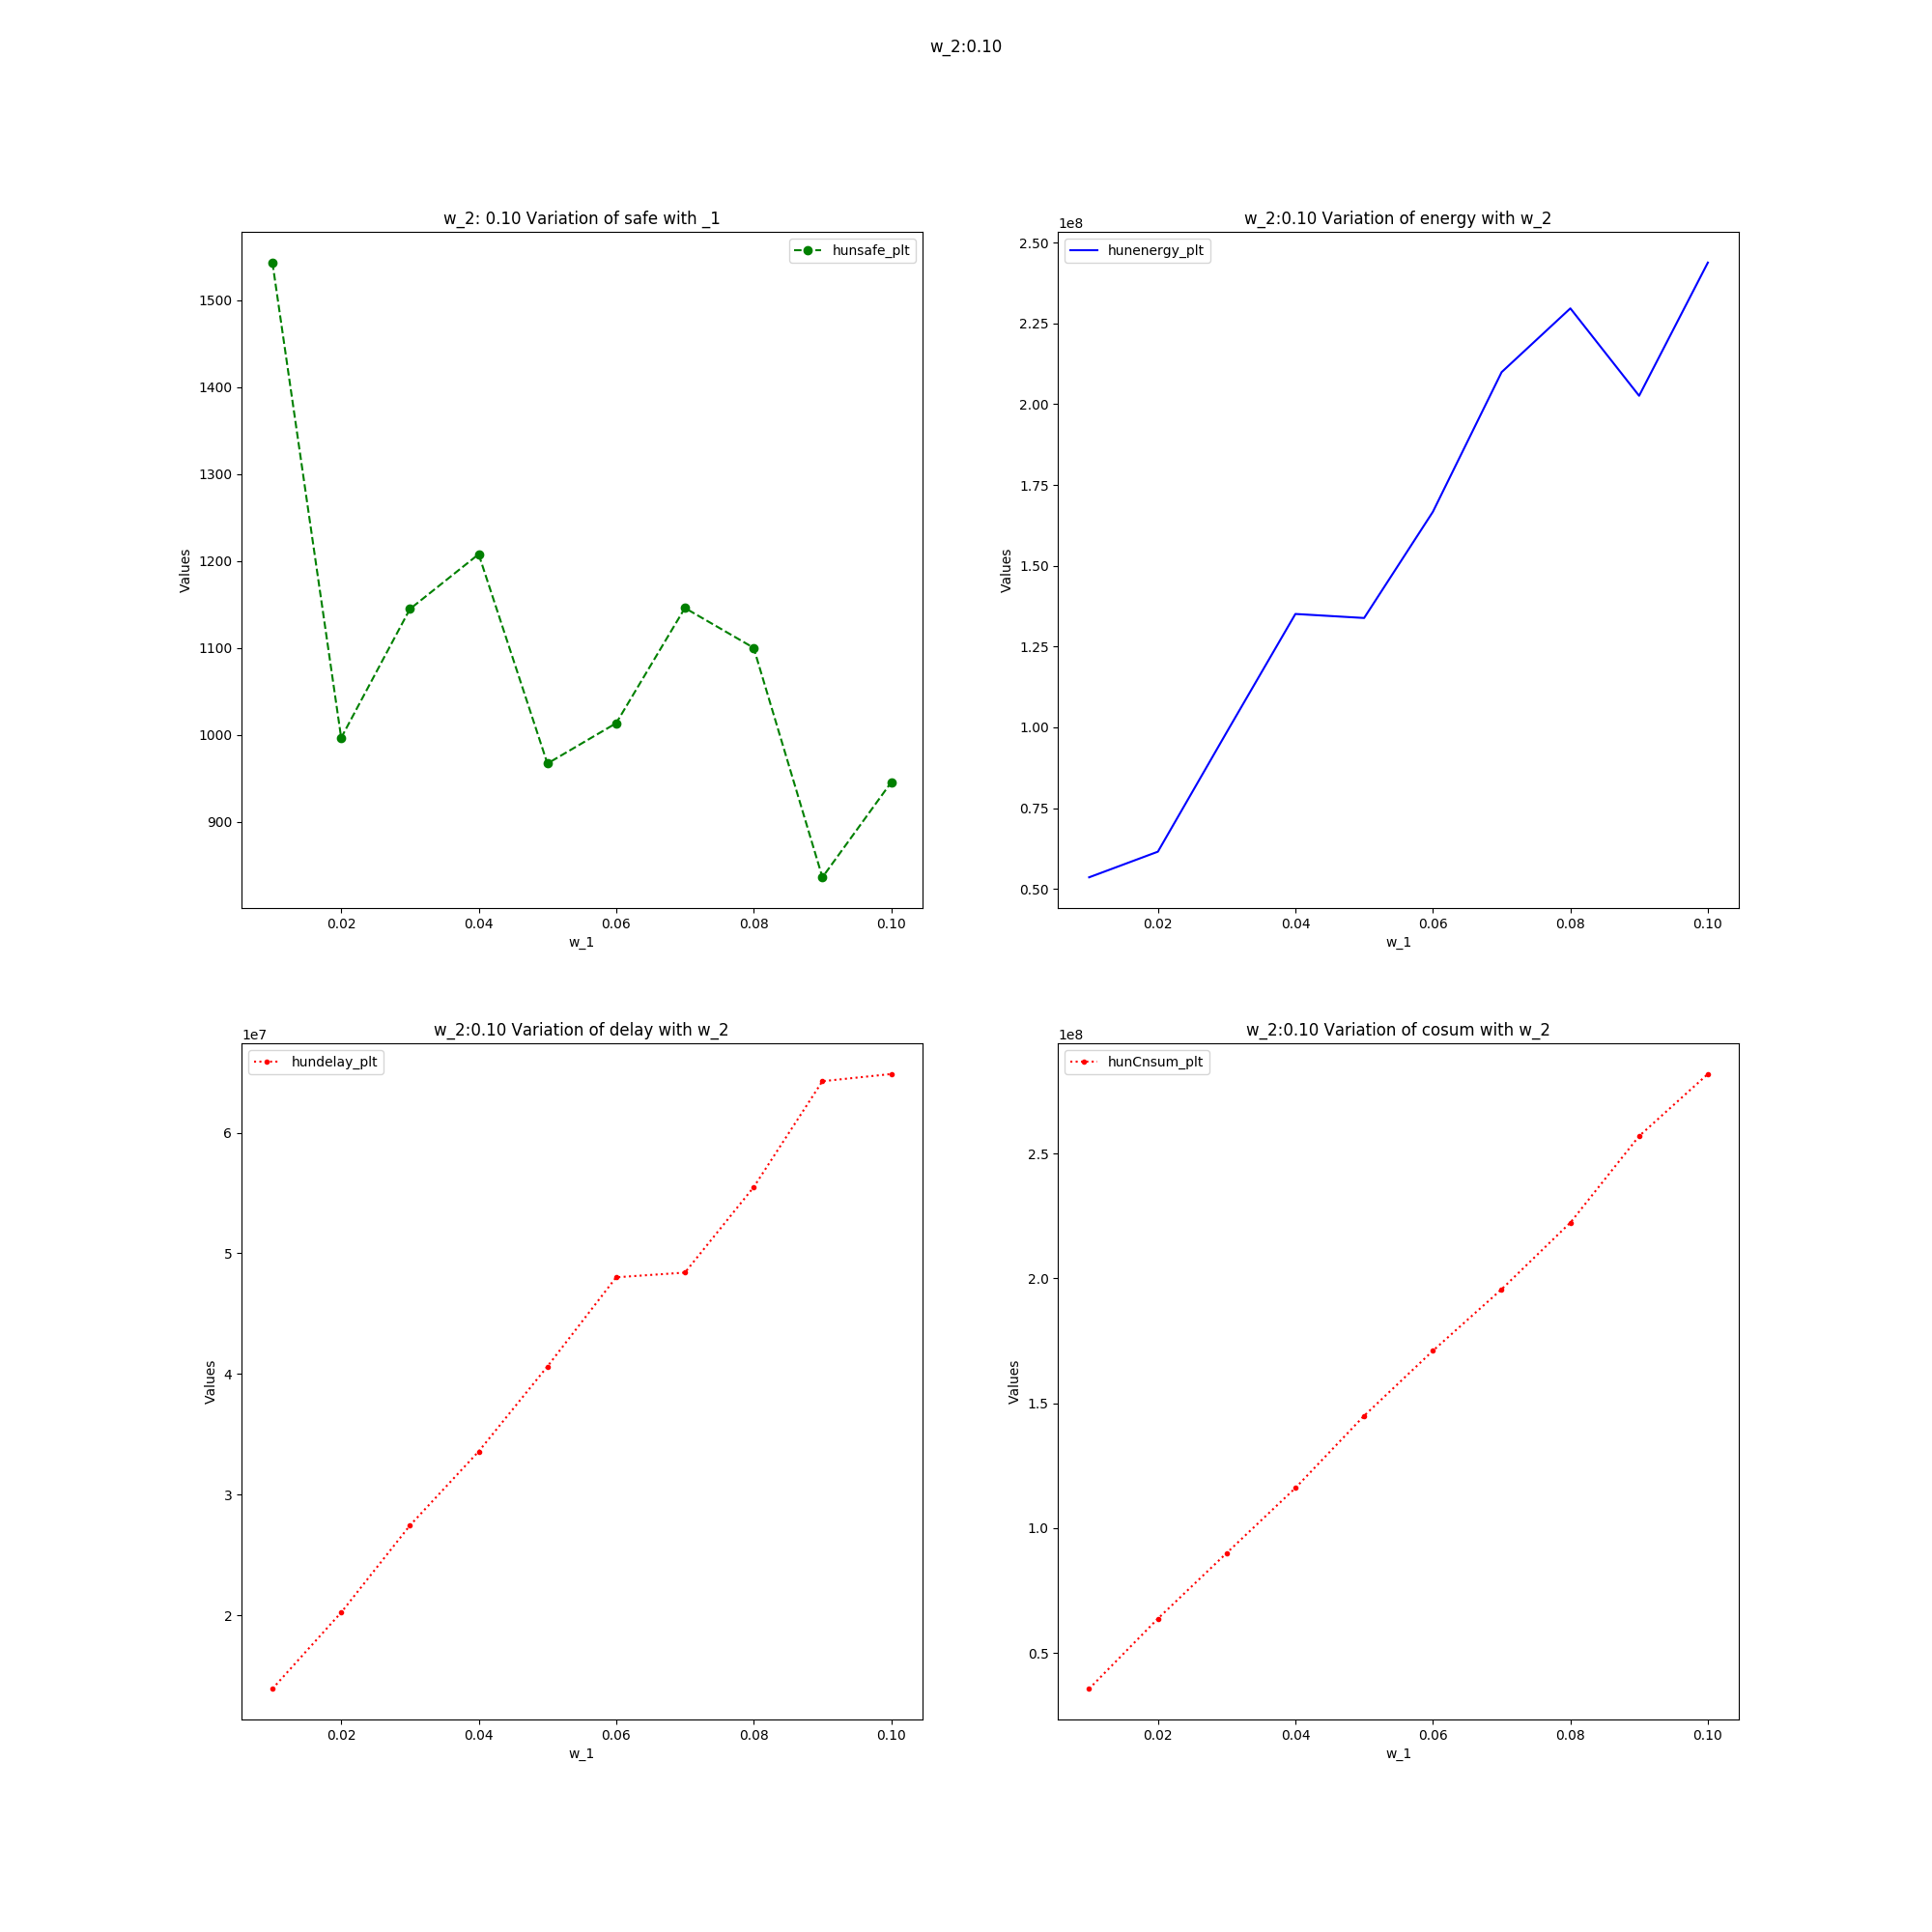 w_2:0.10
w_2: 0.10 Variation of safe with _1
hunsafe_plt
1500
1400
1300
1200
1100
1000
900
Values
0.02 0.04 0.06 0.08 0.10
w_1
w_2:0.10 Variation of energy with w_2
1e8
hunenergy_plt
2.50
2.25
2.00
1.75
1.50
1.25
1.00
0.75
0.50
Values
0.02 0.04 0.06 0.08 0.10
w_1
w_2:0.10 Variation of delay with w_2
1e7
hundelay_plt
6
5
4
3
2
Values
0.02 0.04 0.06 0.08 0.10
w_1
w_2:0.10 Variation of cosum with w_2
1e8
hunCnsum_plt
2.5
2.0
1.5
1.0
0.5
Values
0.02 0.04 0.06 0.08 0.10
w_1